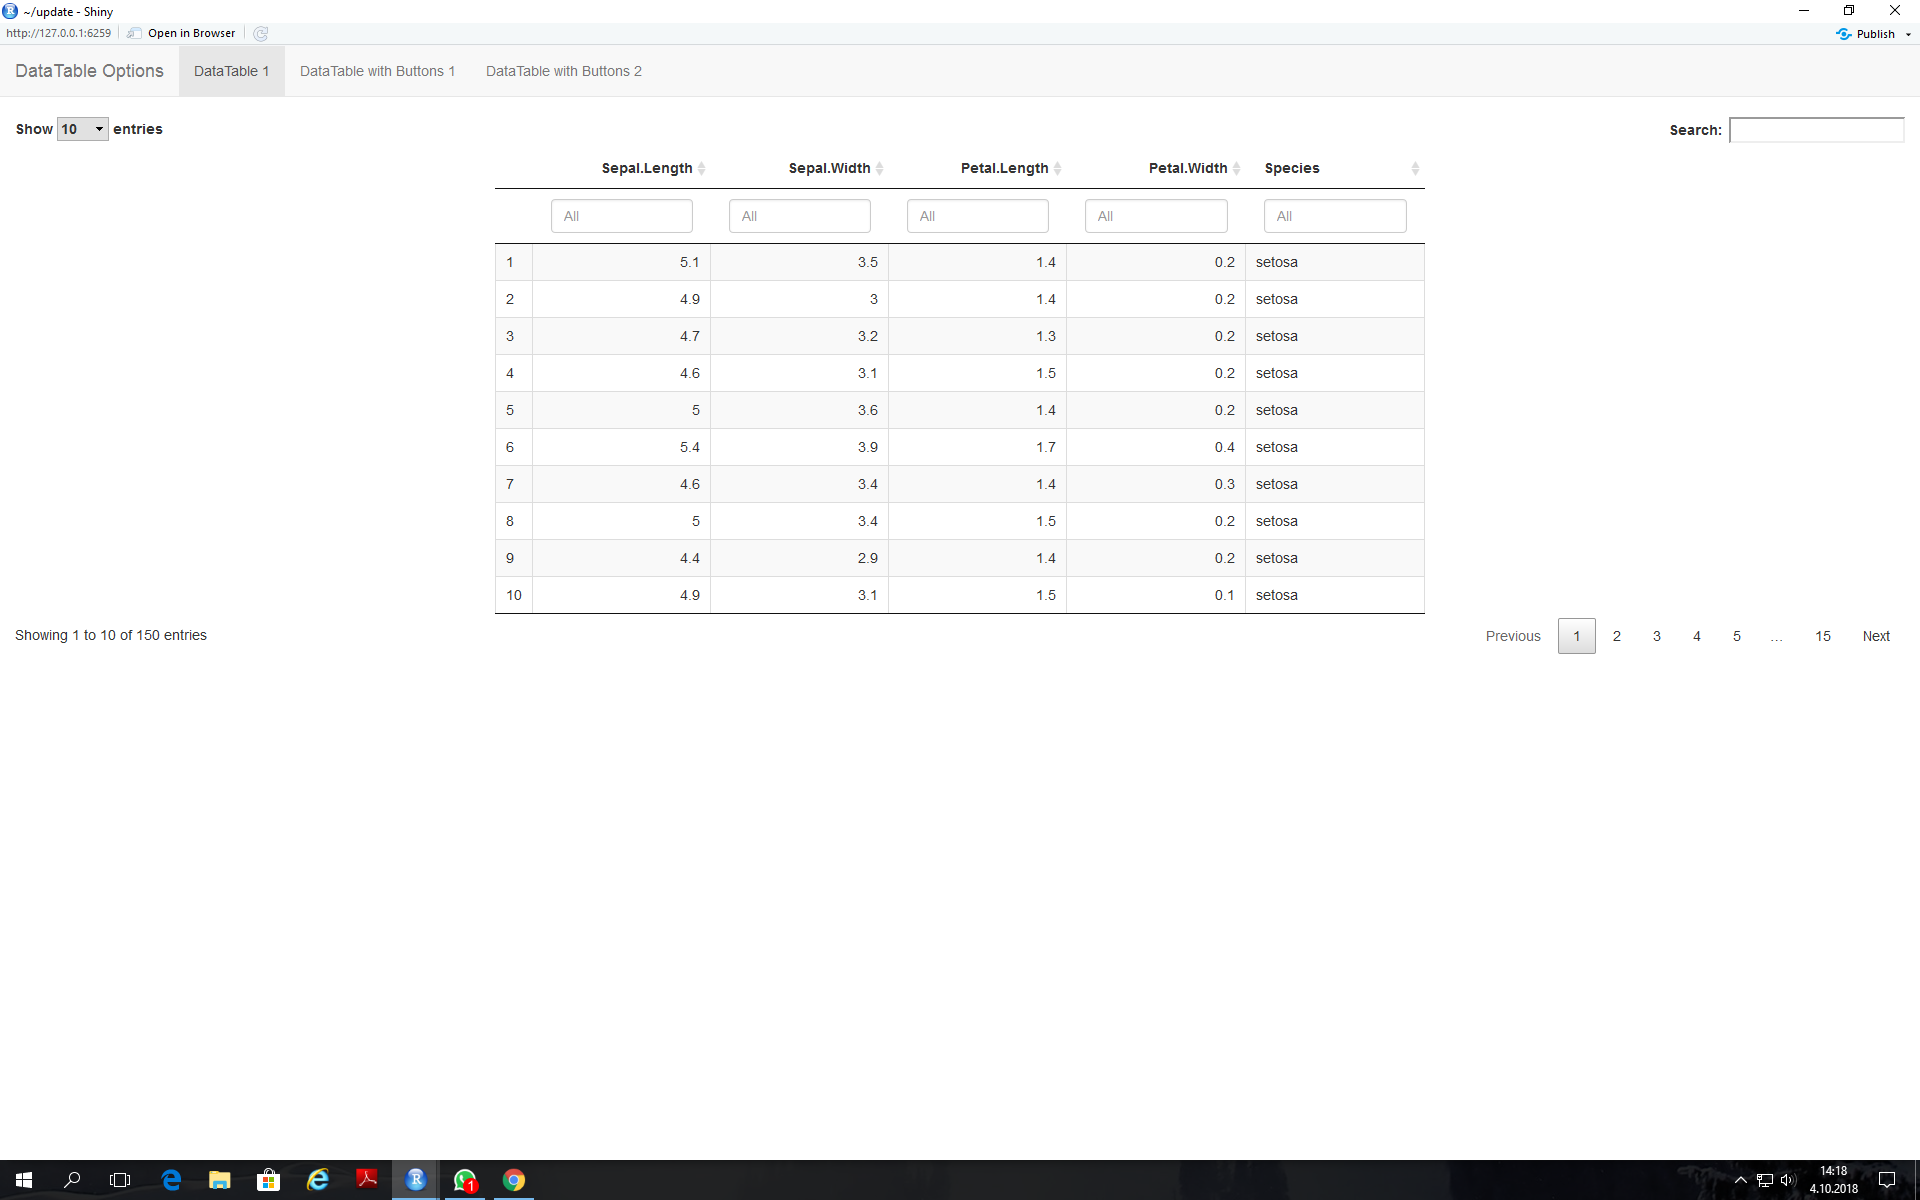 ~/update - Shiny
http://127.0.0.1:6259 Open in Browser Publish
DataTable Options DataTable 1 DataTable with Buttons 1 DataTable with Buttons 2
Show 10 entries Search:
Sepal.Length Sepal.Width Petal.Length Petal.Width Species
All All All All All
1 5.1 3.5 1.4 0.2 setosa
2 4.9 3 1.4 0.2 setosa
3 4.7 3.2 1.3 0.2 setosa
4 4.6 3.1 1.5 0.2 setosa
5 5 3.6 1.4 0.2 setosa
6 5.4 3.9 1.7 0.4 setosa
7 4.6 3.4 1.4 0.3 setosa
8 5 3.4 1.5 0.2 setosa
9 4.4 2.9 1.4 0.2 setosa
10 4.9 3.1 1.5 0.1 setosa
Showing 1 to 10 of 150 entries Previous 1 2 3 4 5 … 15 Next
R 1 14:18
4.10.2018